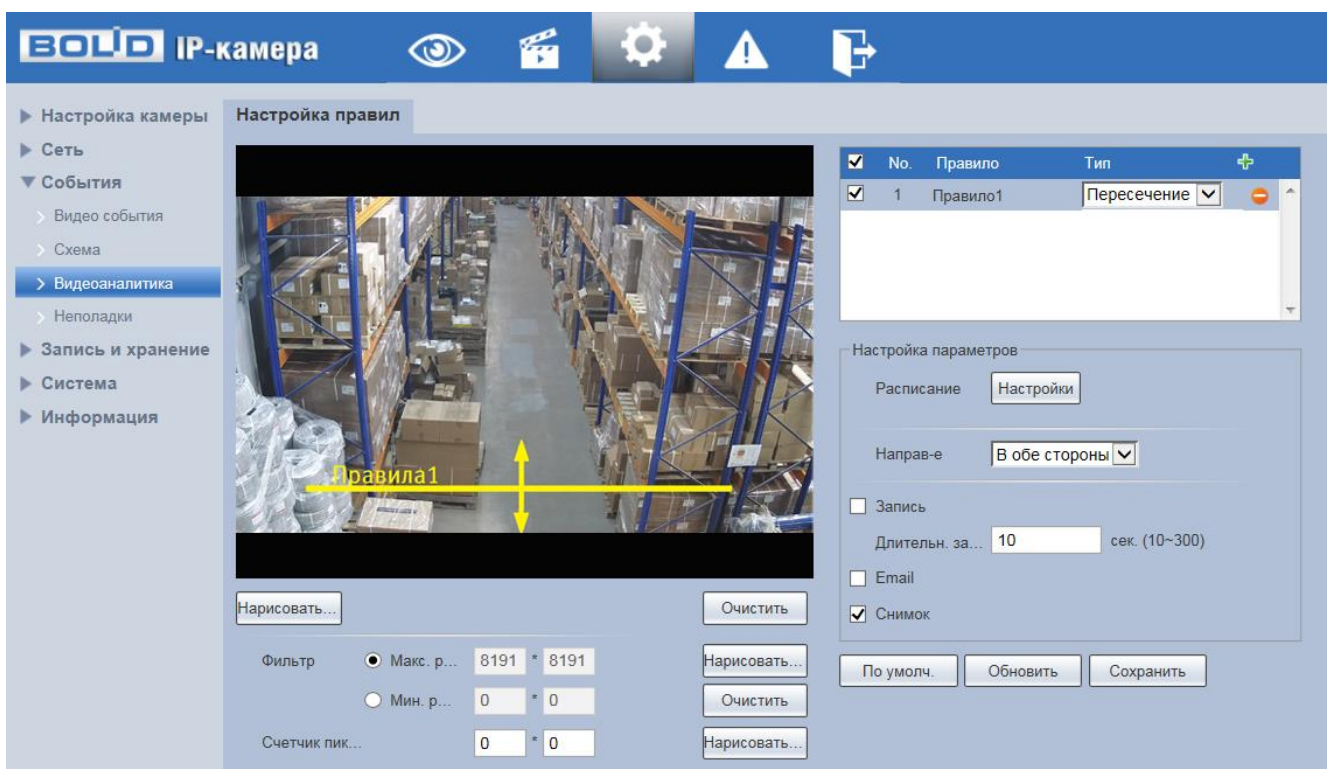 BOLID IP-камера
Настройка камеры
Сеть
События
Видео события
Схема
Видеоаналитика
Неполадки
Запись и хранение
Система
Информация
Настройка правил
Правила1
Нарисовать... Очистить
Фильтр Макс. р... 8191 * 8191 Нарисовать...
Мин. р... 0 * 0 Очистить
Счетчик пик... 0 * 0 Нарисовать...
No. Правило Тип
1 Правило1 Пересечение
Настройка параметров
Расписание Настройки
Направ-е В обе стороны
Запись
Длительн. за... 10 сек. (10~300)
Email
Снимок
По умолч. Обновить Сохранить